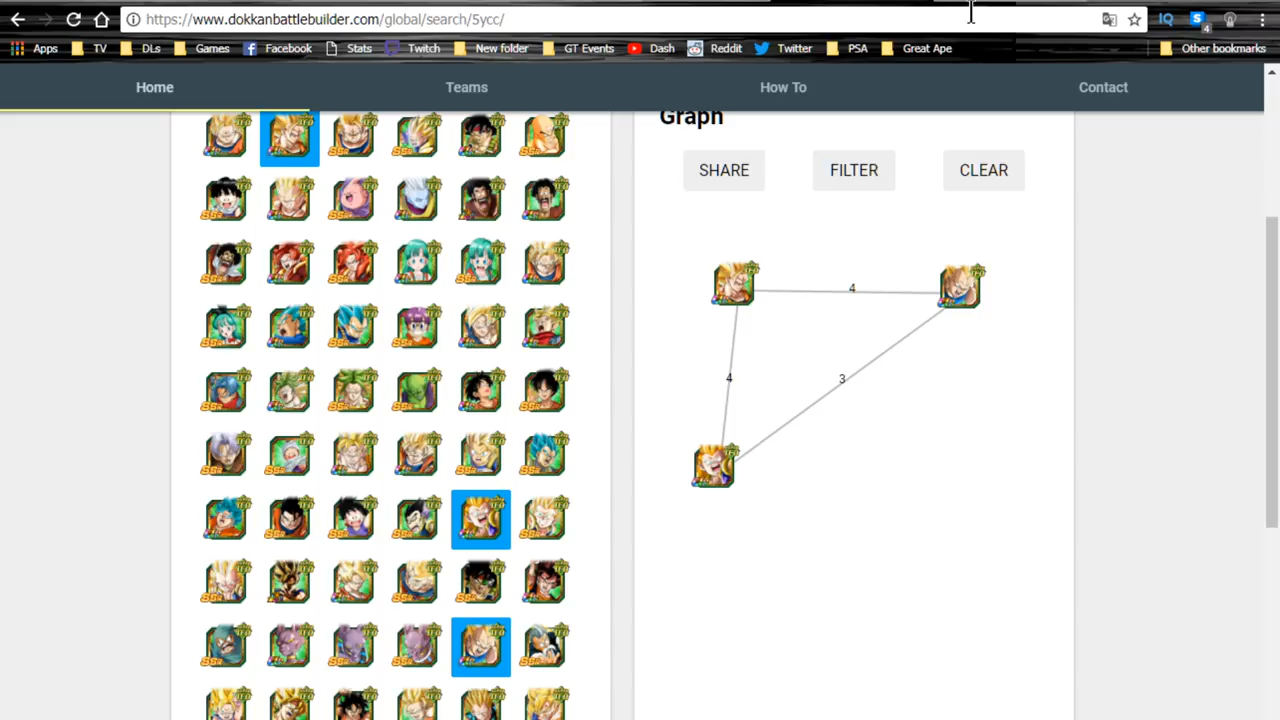 https://www.dokkanbattlebuilder.com/global/search/5ycc/
Apps TV DLs Games Facebook Stats Twitch New folder GT Events Dash Reddit Twitter PSA Great Ape Other bookmarks
IQ
4
Home Teams How To Contact
Graph
SHARE FILTER CLEAR
4
4
3